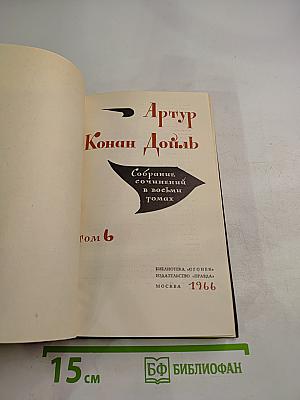 Артур
Конан Дойль
Собрание
сочинений
в восьми
томах
том 6
БИБЛИОТЕКА «ОГОНЕК»
ИЗДАТЕЛЬСТВО «ПРАВДА»
МОСКВА 1966
15 см
БФ БИБЛИОФАН